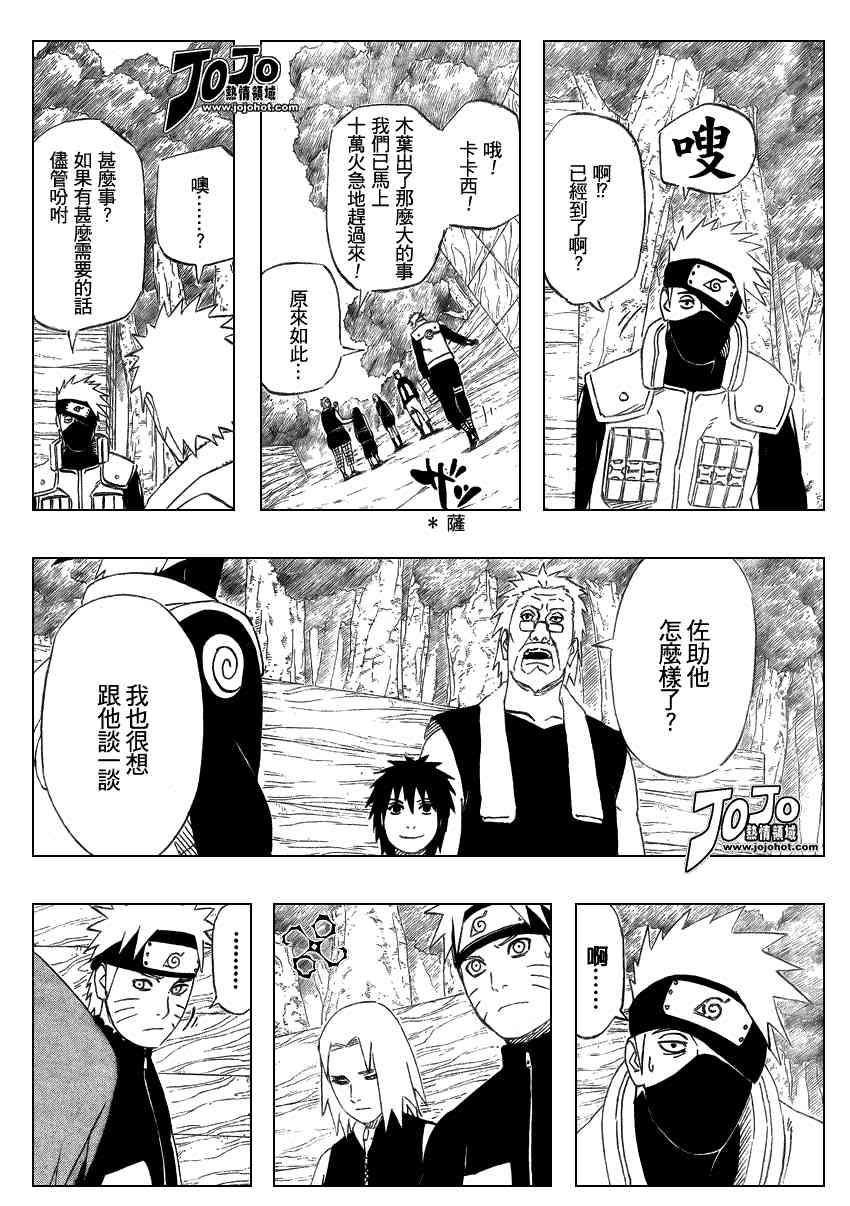 嗖
啊!?
已經到了啊?
哦!
卡卡西!
木葉出了那麼大的事
我們已馬上
十萬火急地趕過來!
原來如此…
ザッ
* 薩
JOJO
熱情領域
www.jojohot.com
噢……?
甚麼事?
如果有甚麼需要的話
儘管吩咐
佐助他
怎麼樣了?
我也很想
跟他談一談
JOJO
熱情領域
www.jojohot.com
啊……
………